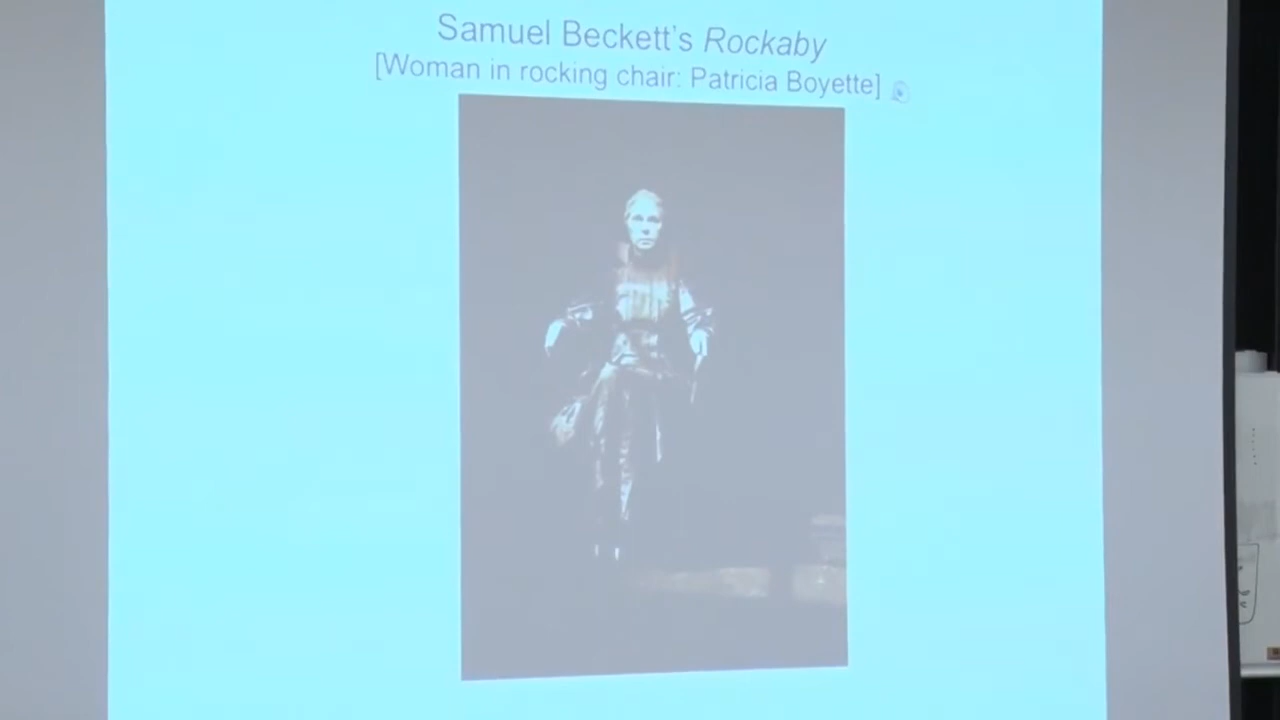 Samuel Beckett's Rockaby
[Woman in rocking chair: Patricia Boyette]